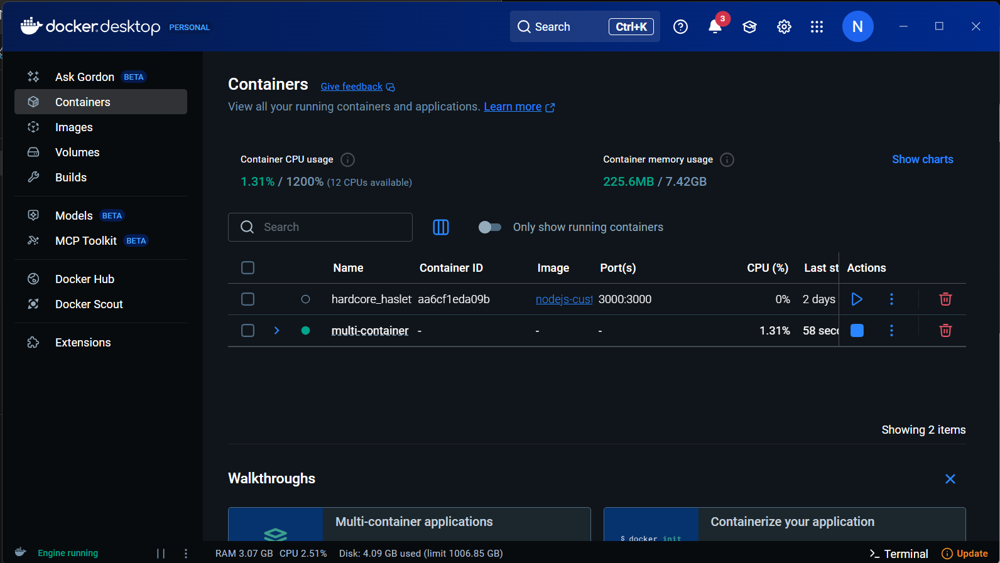 docker.desktop PERSONAL
Search Ctrl+K
3
N
Ask Gordon BETA
Containers
Images
Volumes
Builds
Models BETA
MCP Toolkit BETA
Docker Hub
Docker Scout
Extensions
Containers Give feedback
View all your running containers and applications. Learn more
Container CPU usage
1.31% / 1200% (12 CPUs available)
Container memory usage
225.6MB / 7.42GB
Show charts
Search
Only show running containers
Name Container ID Image Port(s) CPU (%) Last st Actions
hardcore_haslet aa6cf1eda09b nodejs-cust 3000:3000 0% 2 days
multi-container - - - 1.31% 58 seco
Showing 2 items
Walkthroughs
Multi-container applications
Containerize your application
$ docker init
Engine running
RAM 3.07 GB CPU 2.51% Disk: 4.09 GB used (limit 1006.85 GB)
>_ Terminal
Update